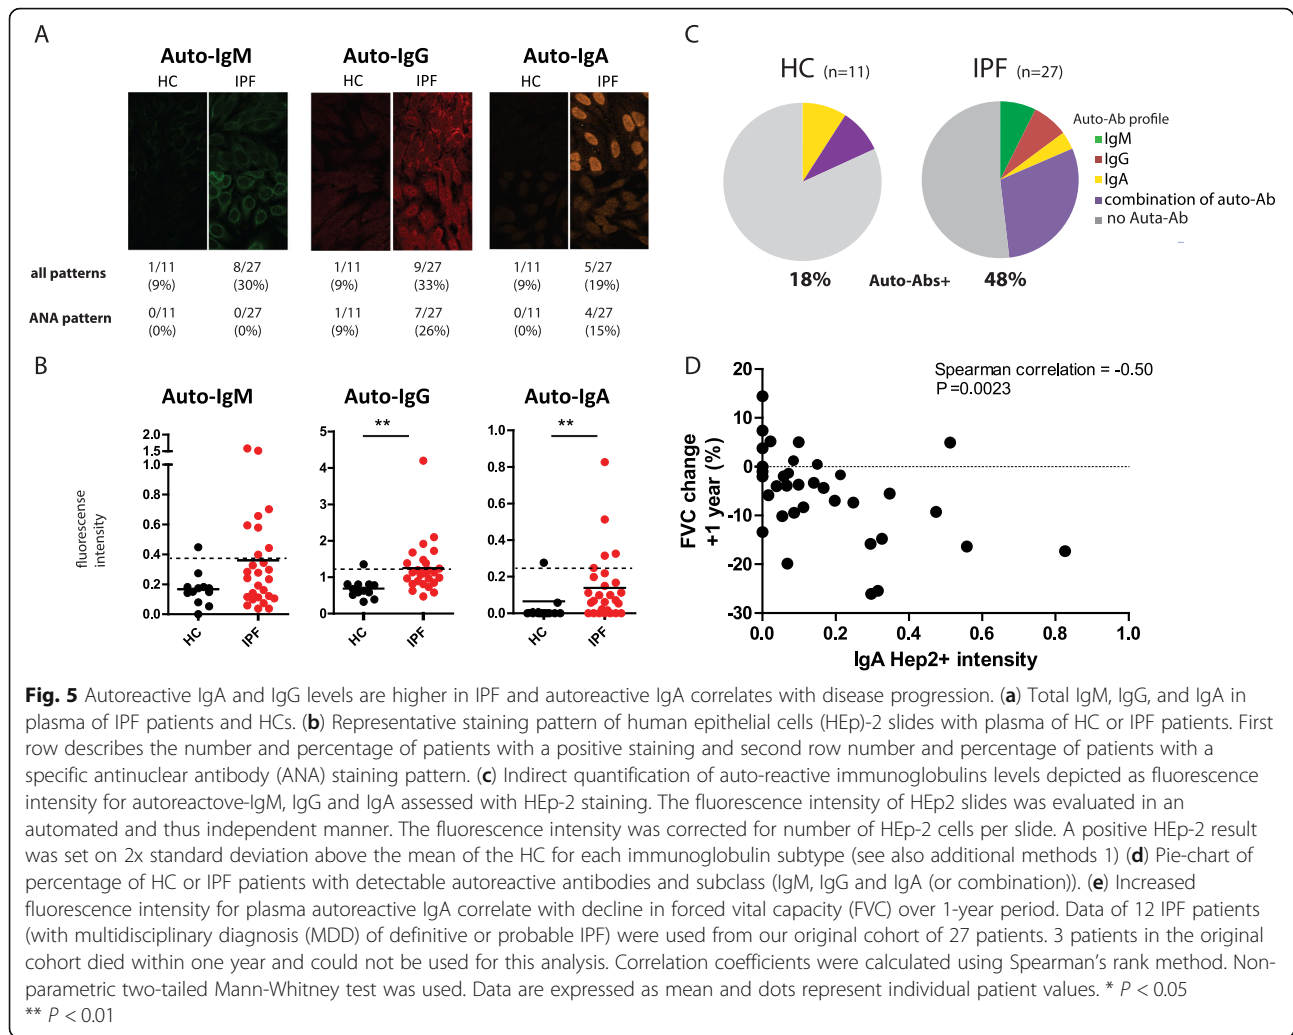 A
Auto-IgM
Auto-IgG
Auto-IgA
HC
IPF
HC
IPF
HC
IPF
all patterns
1/11
8/27
1/11
9/27
1/11
5/27
(9%)
(30%)
(9%)
(33%)
(9%)
(19%)
ANA pattern
0/11
0/27
1/11
7/27
0/11
4/27
(0%)
(0%)
(9%)
(26%)
(0%)
(15%)
C
HC (n=11)
IPF (n=27)
Auto-Ab profile
IgM
IgG
IgA
combination of auto-Ab
no Auta-Ab
18%
Auto-Abs+
48%
B
Auto-IgM
Auto-IgG
Auto-IgA
fluorescense
intensity
2.0
1.5
1.0
0.8
0.6
0.4
0.2
0.0
HC
IPF
**
5
4
3
2
1
0
HC
IPF
**
1.0
0.8
0.6
0.4
0.2
0.0
HC
IPF
D
Spearman correlation = -0.50
P=0.0023
FVC change
+1 year (%)
20
10
0
-10
-20
-30
0.0
0.2
0.4
0.6
0.8
1.0
IgA Hep2+ intensity
Fig. 5 Autoreactive IgA and IgG levels are higher in IPF and autoreactive IgA correlates with disease progression. (a) Total IgM, IgG, and IgA in
plasma of IPF patients and HCs. (b) Representative staining pattern of human epithelial cells (HEp)-2 slides with plasma of HC or IPF patients. First
row describes the number and percentage of patients with a positive staining and second row number and percentage of patients with a
specific antinuclear antibody (ANA) staining pattern. (c) Indirect quantification of auto-reactive immunoglobulins levels depicted as fluorescence
intensity for autoreactove-IgM, IgG and IgA assessed with HEp-2 staining. The fluorescence intensity of HEp2 slides was evaluated in an
automated and thus independent manner. The fluorescence intensity was corrected for number of HEp-2 cells per slide. A positive HEp-2 result
was set on 2x standard deviation above the mean of the HC for each immunoglobulin subtype (see also additional methods 1) (d) Pie-chart of
percentage of HC or IPF patients with detectable autoreactive antibodies and subclass (IgM, IgG and IgA (or combination)). (e) Increased
fluorescence intensity for plasma autoreactive IgA correlate with decline in forced vital capacity (FVC) over 1-year period. Data of 12 IPF patients
(with multidisciplinary diagnosis (MDD) of definitive or probable IPF) were used from our original cohort of 27 patients. 3 patients in the original
cohort died within one year and could not be used for this analysis. Correlation coefficients were calculated using Spearman's rank method. Non-
parametric two-tailed Mann-Whitney test was used. Data are expressed as mean and dots represent individual patient values. * P < 0.05
** P < 0.01